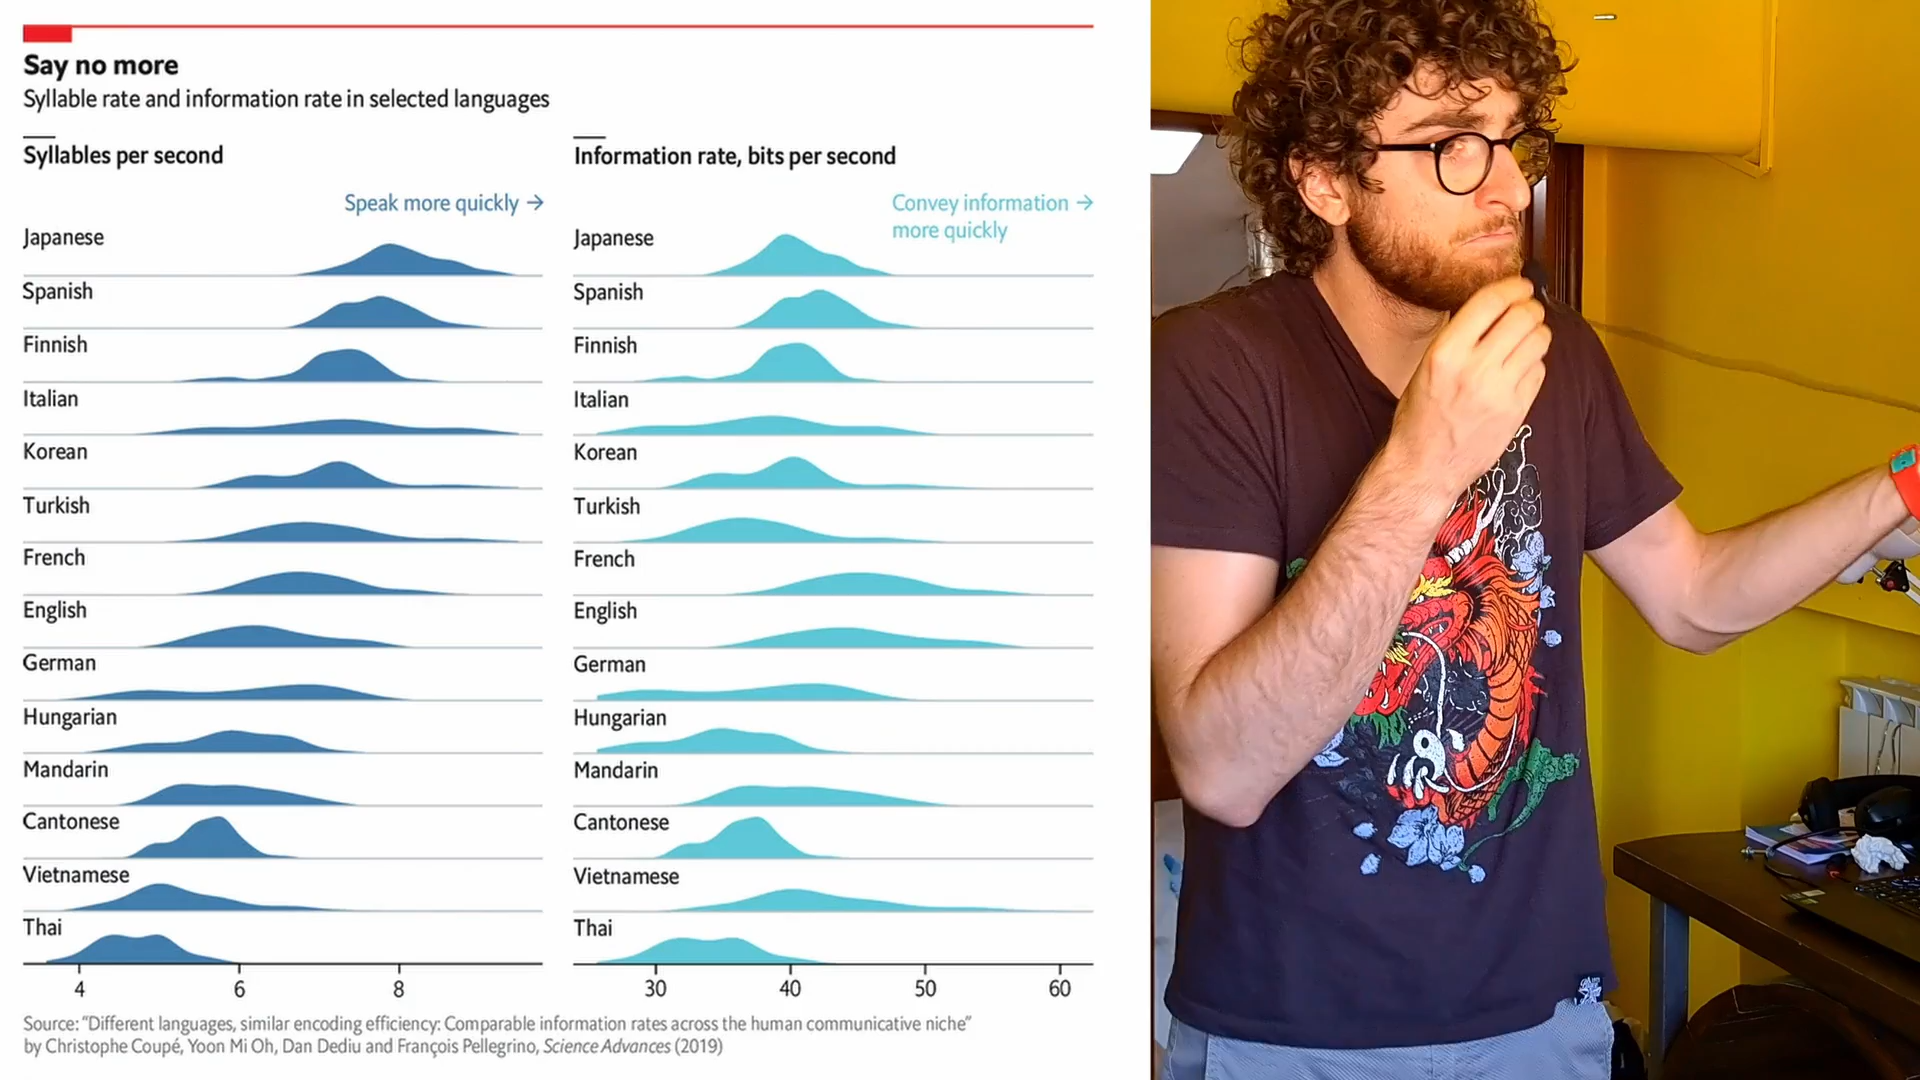 Say no more
Syllable rate and information rate in selected languages
Syllables per second
Speak more quickly →
Japanese
Spanish
Finnish
Italian
Korean
Turkish
French
English
German
Hungarian
Mandarin
Cantonese
Vietnamese
Thai
4 6 8
Information rate, bits per second
Convey information →
more quickly
Japanese
Spanish
Finnish
Italian
Korean
Turkish
French
English
German
Hungarian
Mandarin
Cantonese
Vietnamese
Thai
30 40 50 60
Source: “Different languages, similar encoding efficiency: Comparable information rates across the human communicative niche”
by Christophe Coupé, Yoon Mi Oh, Dan Dediu and François Pellegrino, Science Advances (2019)